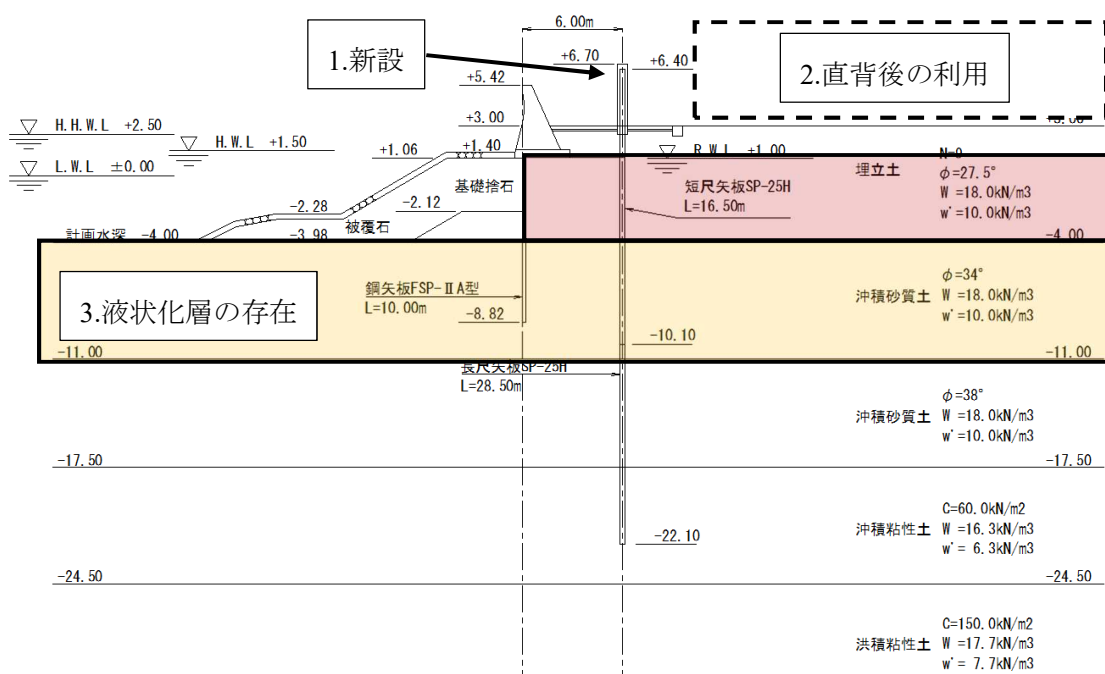 6.00m
1.新設
+6.70
+6.40
2.直背後の利用
+5.42
H.H.W.L +2.50
+3.00
H.W.L +1.50
L.W.L ±0.00
+1.06
+1.40
R.W.L +1.00
埋立土
φ=27.5°
W =18.0kN/m3
w'=10.0kN/m3
基礎捨石
短尺矢板SP-25H
L=16.50m
-2.28
-2.12
被覆石
計画水深 -4.00
-3.98
-4.00
3.液状化層の存在
鋼矢板FSP-ⅡA型
L=10.00m
-8.82
沖積砂質土
φ=34°
W =18.0kN/m3
w'=10.0kN/m3
-10.10
-11.00
-11.00
長尺矢板SP-25H
L=28.50m
沖積砂質土
φ=38°
W =18.0kN/m3
w'=10.0kN/m3
-17.50
-17.50
沖積粘性土
C=60.0kN/m2
W =16.3kN/m3
w'= 6.3kN/m3
-22.10
-24.50
-24.50
洪積粘性土
C=150.0kN/m2
W =17.7kN/m3
w'= 7.7kN/m3